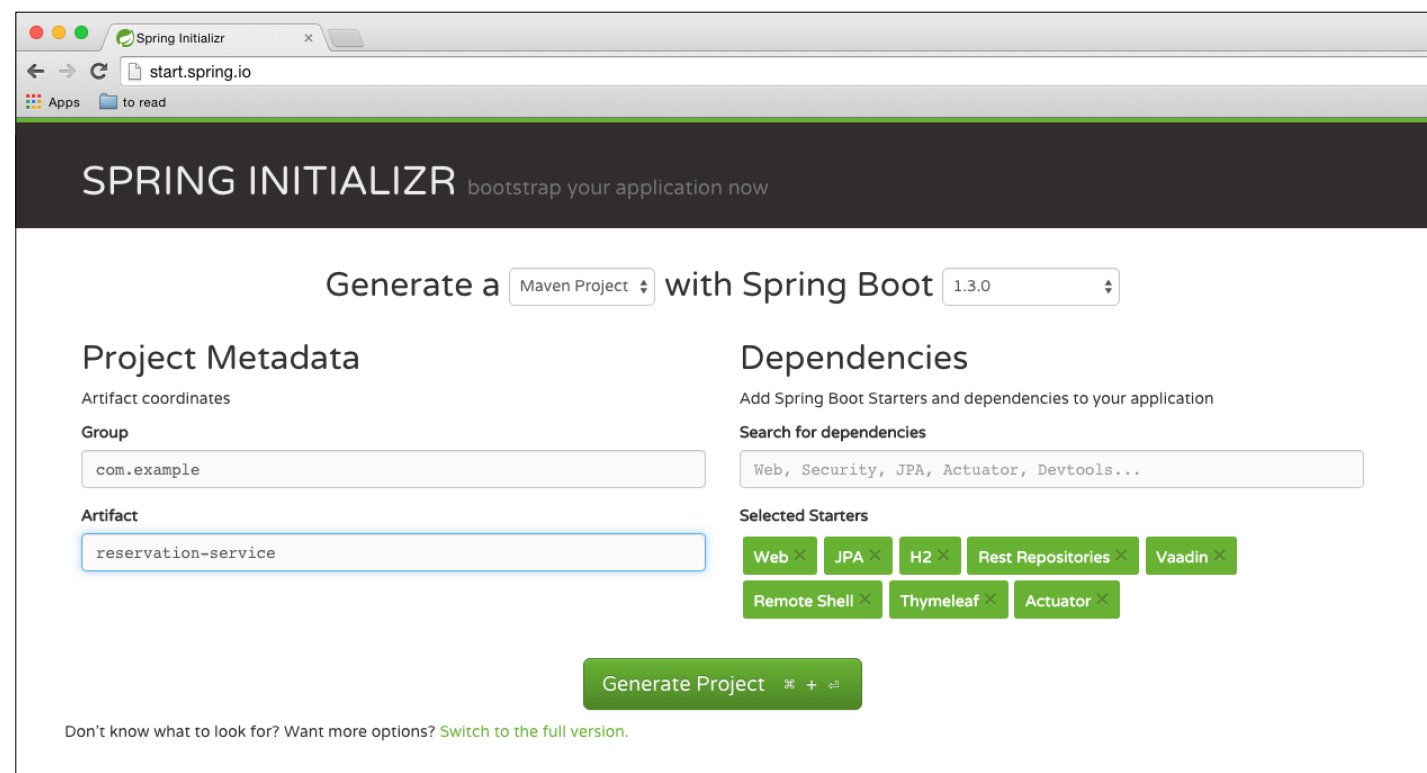 Spring Initializr ×
start.spring.io
Apps to read
SPRING INITIALIZR bootstrap your application now
Generate a Maven Project with Spring Boot 1.3.0
Project Metadata
Artifact coordinates
Group
com.example
Artifact
reservation-service
Dependencies
Add Spring Boot Starters and dependencies to your application
Search for dependencies
Web, Security, JPA, Actuator, Devtools...
Selected Starters
Web × JPA × H2 × Rest Repositories × Vaadin ×
Remote Shell × Thymeleaf × Actuator ×
Generate Project ⌘ + ⏎
Don't know what to look for? Want more options? Switch to the full version.